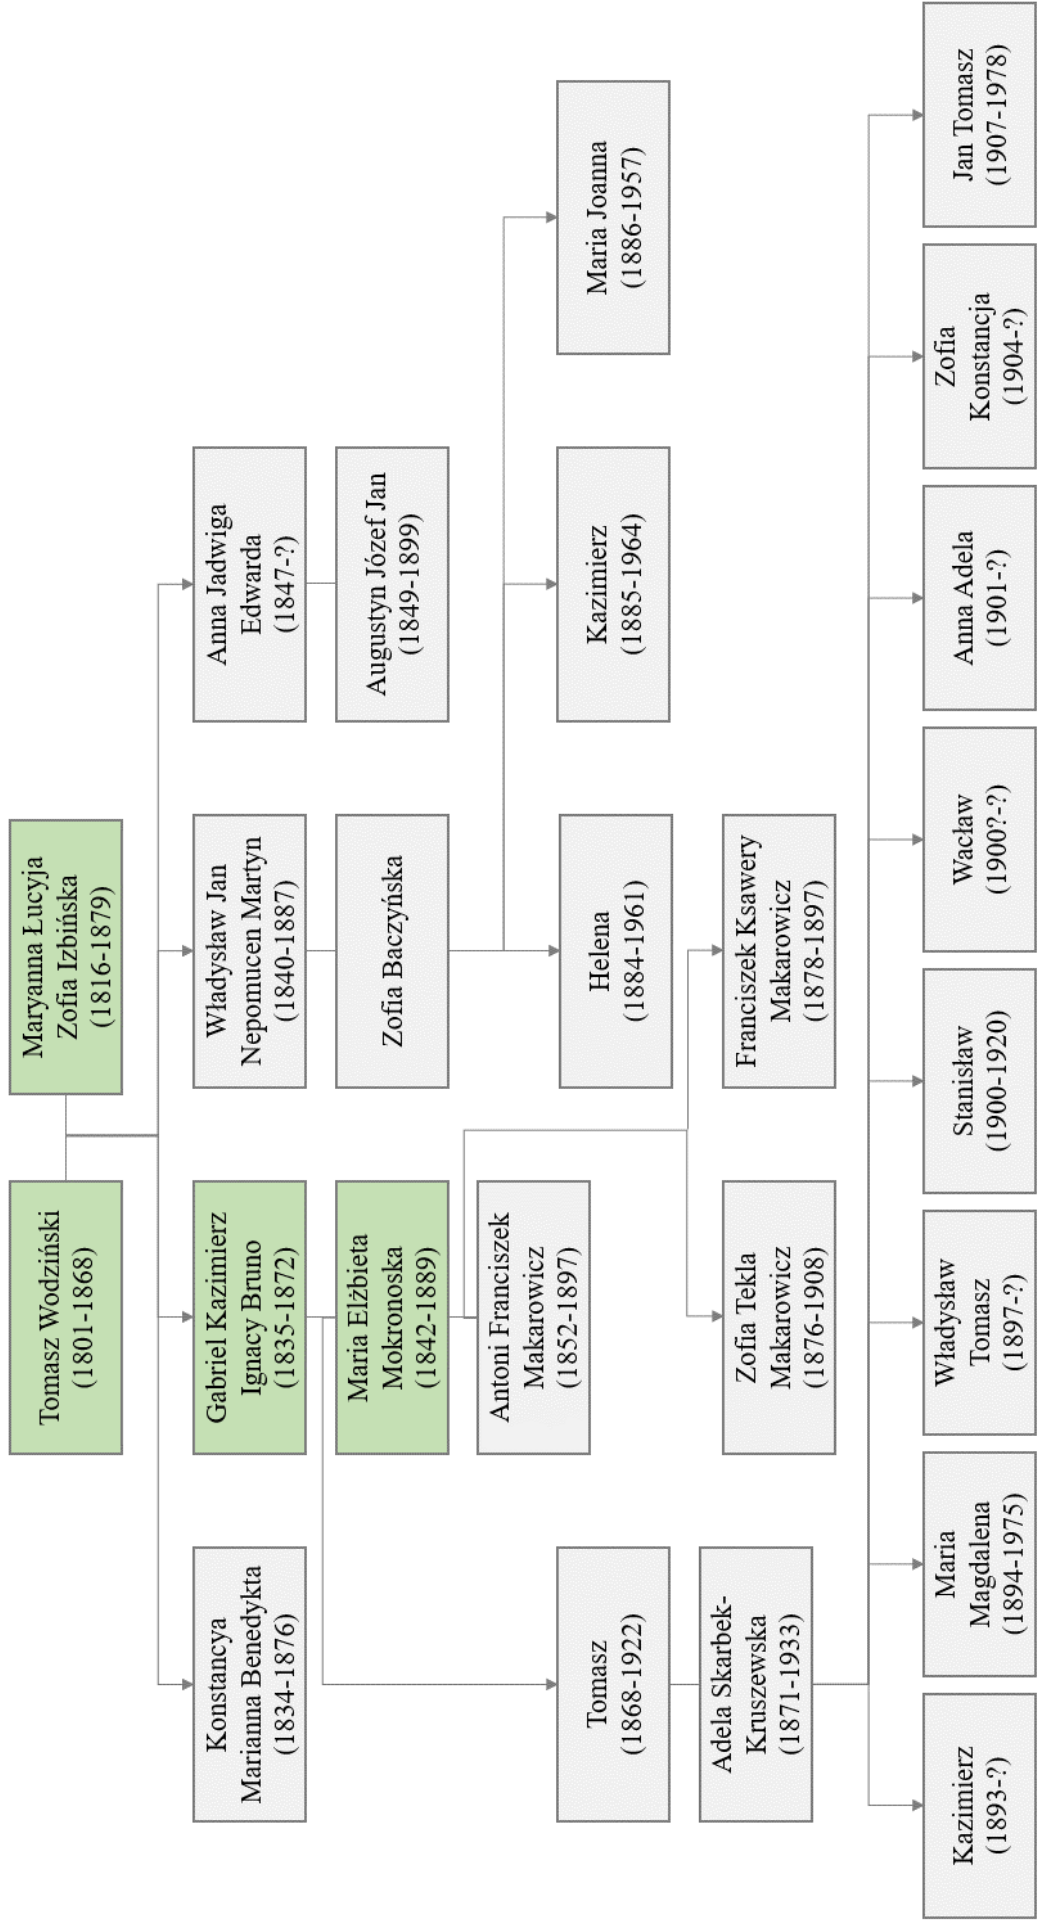 Tomasz Wodziński
(1801-1868)
Maryanna Łucyja
Zofia Izbińska
(1816-1879)
Konstancya
Marianna Benedykta
(1834-1876)
Gabriel Kazimierz
Ignacy Bruno
(1835-1872)
Władysław Jan
Nepomucen Martyn
(1840-1887)
Anna Jadwiga
Edwarda
(1847-?)
Maria Elżbieta
Mokronoska
(1842-1889)
Zofia Baczyńska
Augustyn Józef Jan
(1849-1899)
Antoni Franciszek
Makarowicz
(1852-1897)
Tomasz
(1868-1922)
Helena
(1884-1961)
Kazimierz
(1885-1964)
Maria Joanna
(1886-1957)
Adela Skarbek-
Kruszewska
(1871-1933)
Zofia Tekla
Makarowicz
(1876-1908)
Franciszek Ksawery
Makarowicz
(1878-1897)
Kazimierz
(1893-?)
Maria
Magdalena
(1894-1975)
Władysław
Tomasz
(1897-?)
Stanisław
(1900-1920)
Wacław
(1900?-?)
Anna Adela
(1901-?)
Zofia
Konstancja
(1904-?)
Jan Tomasz
(1907-1978)